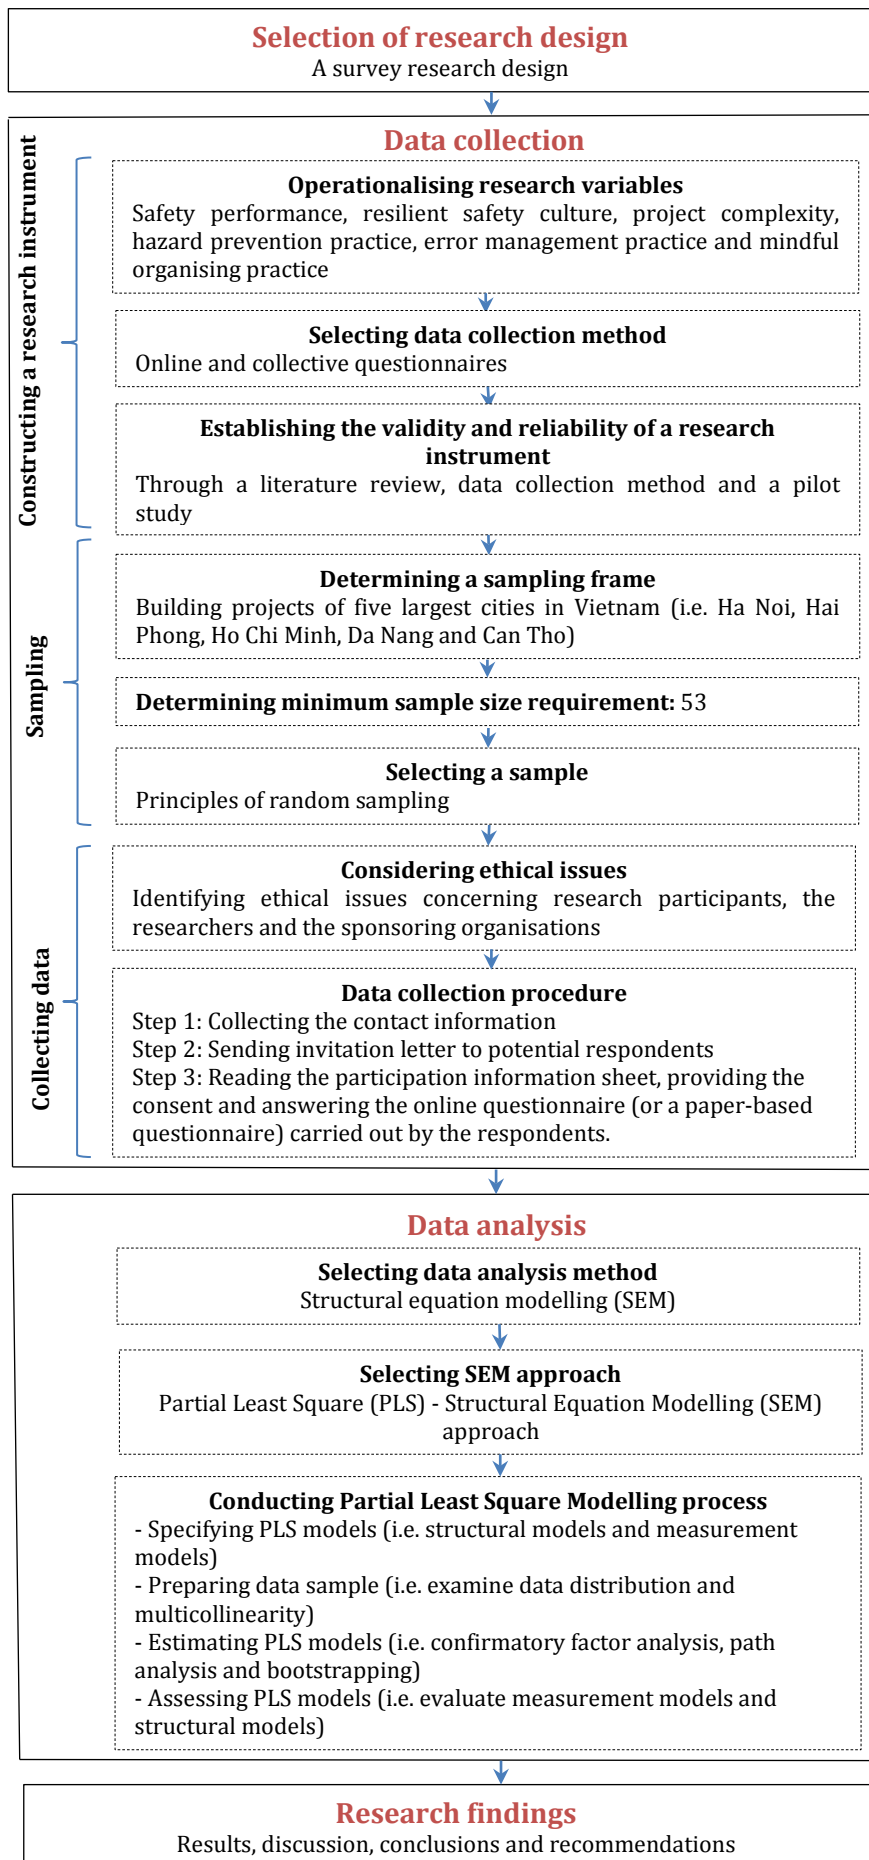 Selection of research design
A survey research design
Data collection
Constructing a research instrument
Operationalising research variables
Safety performance, resilient safety culture, project complexity,
hazard prevention practice, error management practice and mindful
organising practice
Selecting data collection method
Online and collective questionnaires
Establishing the validity and reliability of a research
instrument
Through a literature review, data collection method and a pilot
study
Sampling
Determining a sampling frame
Building projects of five largest cities in Vietnam (i.e. Ha Noi, Hai
Phong, Ho Chi Minh, Da Nang and Can Tho)
Determining minimum sample size requirement: 53
Selecting a sample
Principles of random sampling
Collecting data
Considering ethical issues
Identifying ethical issues concerning research participants, the
researchers and the sponsoring organisations
Data collection procedure
Step 1: Collecting the contact information
Step 2: Sending invitation letter to potential respondents
Step 3: Reading the participation information sheet, providing the
consent and answering the online questionnaire (or a paper-based
questionnaire) carried out by the respondents.
Data analysis
Selecting data analysis method
Structural equation modelling (SEM)
Selecting SEM approach
Partial Least Square (PLS) - Structural Equation Modelling (SEM)
approach
Conducting Partial Least Square Modelling process
- Specifying PLS models (i.e. structural models and measurement
models)
- Preparing data sample (i.e. examine data distribution and
multicollinearity)
- Estimating PLS models (i.e. confirmatory factor analysis, path
analysis and bootstrapping)
- Assessing PLS models (i.e. evaluate measurement models and
structural models)
Research findings
Results, discussion, conclusions and recommendations